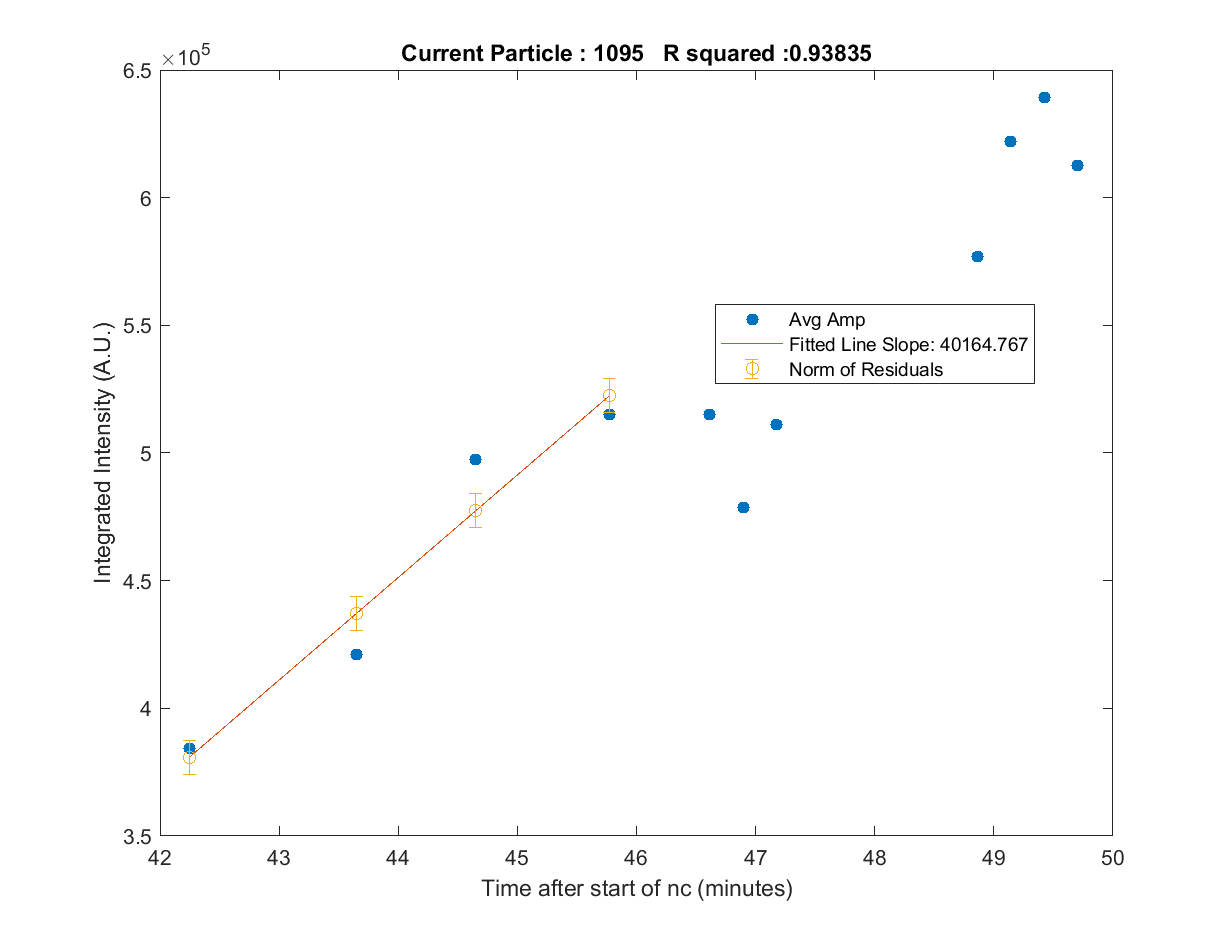 Current Particle : 1095 R squared :0.93835
×10^5
6.5
6
5.5
5
4.5
4
3.5
Integrated Intensity (A.U.)
Avg Amp
Fitted Line Slope: 40164.767
Norm of Residuals
42 43 44 45 46 47 48 49 50
Time after start of nc (minutes)